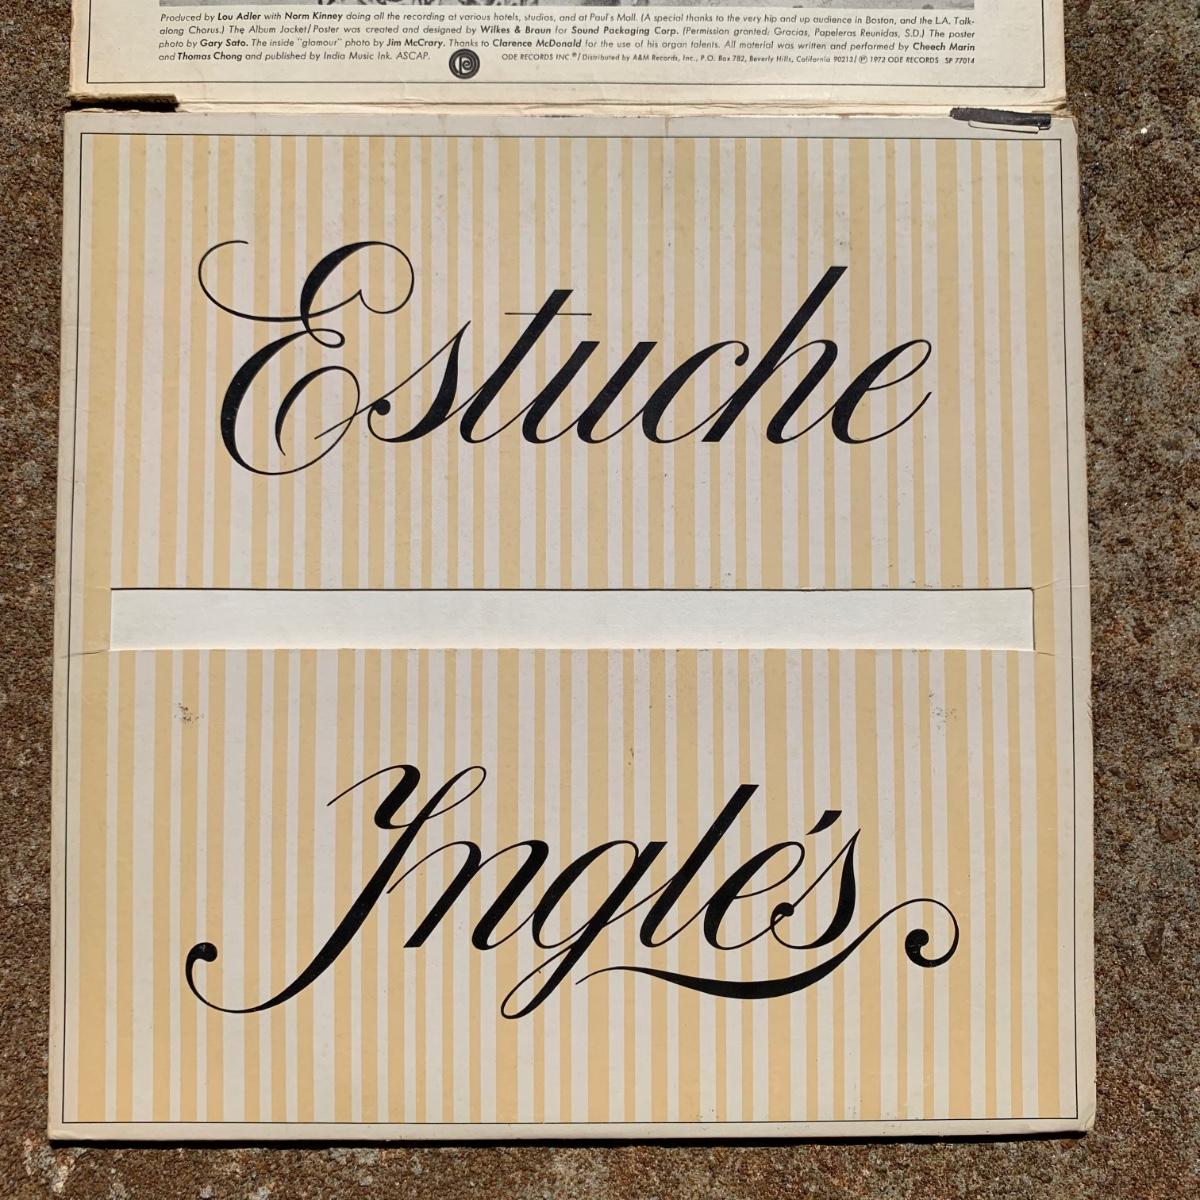 Produced by Lou Adler with Norm Kinney doing all the recording at various hotels, studios, and at Paul's Mall. (A special thanks to the very hip and up audience in Boston, and the L.A. Talk-
along Chorus.) The Album Jacket/Poster was created and designed by Wilkes & Braun for Sound Packaging Corp. (Permission granted: Gracias, Papeleras Reunidas, S.D.) The poster
photo by Gary Sato. The inside "glamour" photo by Jim McCrary. Thanks to Clarence McDonald for the use of his organ talents. All material was written and performed by Cheech Marin
and Thomas Chong and published by India Music Ink. ASCAP.
ODE RECORDS INC.®/Distributed by A&M Records, Inc., P.O. Box 782, Beverly Hills, California 90213/℗ 1972 ODE RECORDS SP 77014
Estuche
Ynglés